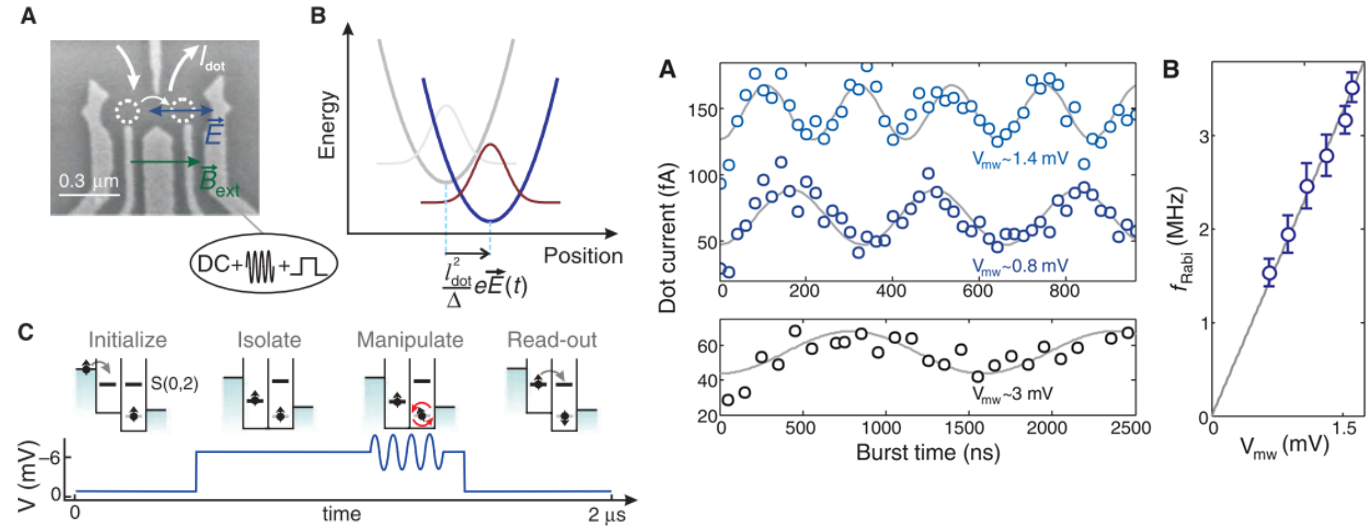 A
I_dot
E
B_ext
0.3 μm
DC+
+
B
Energy
Position
l²_dot
Δ
eE(t)
C
Initialize
Isolate
Manipulate
Read-out
S(0,2)
V (mV)
–6
0
0
time
2 μs
A
Dot current (fA)
150
100
50
V_mw~1.4 mV
V_mw~0.8 mV
0
200
400
600
800
60
40
20
V_mw~3 mV
0
500
1000
1500
2000
2500
Burst time (ns)
B
f_Rabi (MHz)
3
2
1
0
0
1.5
V_mw (mV)